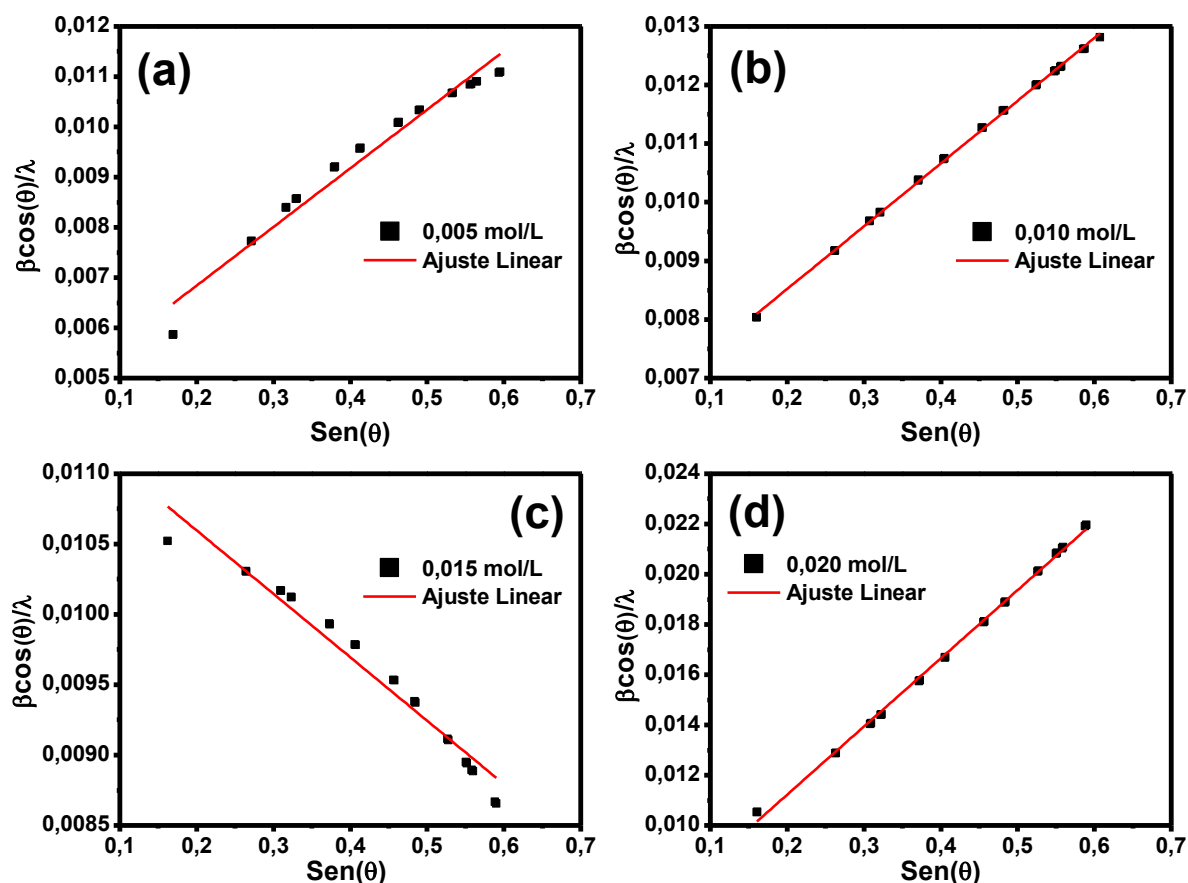 (a)
0,012
0,011
0,010
0,009
0,008
0,007
0,006
0,005
βcos(θ)/λ
0,005 mol/L
Ajuste Linear
0,1 0,2 0,3 0,4 0,5 0,6 0,7
Sen(θ)
(b)
0,013
0,012
0,011
0,010
0,009
0,008
0,007
βcos(θ)/λ
0,010 mol/L
Ajuste Linear
0,1 0,2 0,3 0,4 0,5 0,6 0,7
Sen(θ)
(c)
0,0110
0,0105
0,0100
0,0095
0,0090
0,0085
βcos(θ)/λ
0,015 mol/L
Ajuste Linear
0,1 0,2 0,3 0,4 0,5 0,6 0,7
Sen(θ)
(d)
0,024
0,022
0,020
0,018
0,016
0,014
0,012
0,010
βcos(θ)/λ
0,020 mol/L
Ajuste Linear
0,1 0,2 0,3 0,4 0,5 0,6 0,7
Sen(θ)